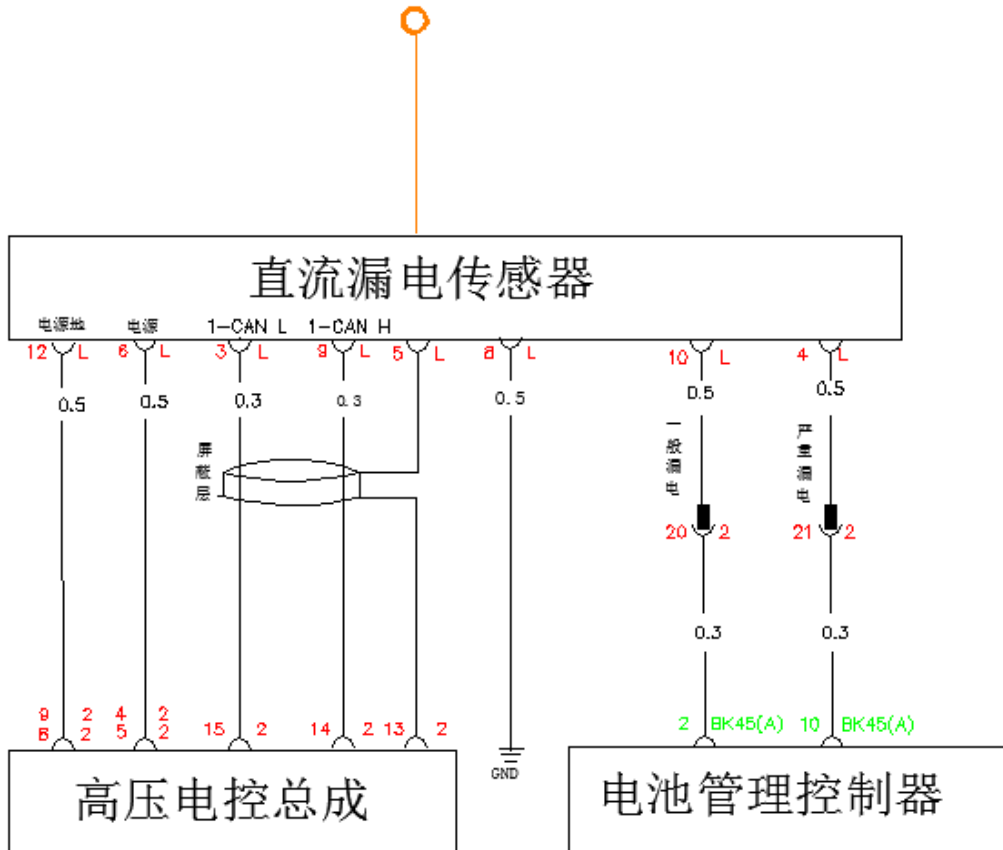 直流漏电传感器
电源地 电源 1-CAN L 1-CAN H
12 L 6 L 3 L 9 L 5 L 8 L 10 L 4 L
0.5 0.5 0.3 0.3 0.5 0.5 0.5
屏蔽层
一般漏电
严重漏电
20 2 21 2
0.3 0.3
9 2 4 2
8 2 5 2 15 2 14 2 13 2
2 BK45(A) 10 BK45(A)
GND
高压电控总成
电池管理控制器